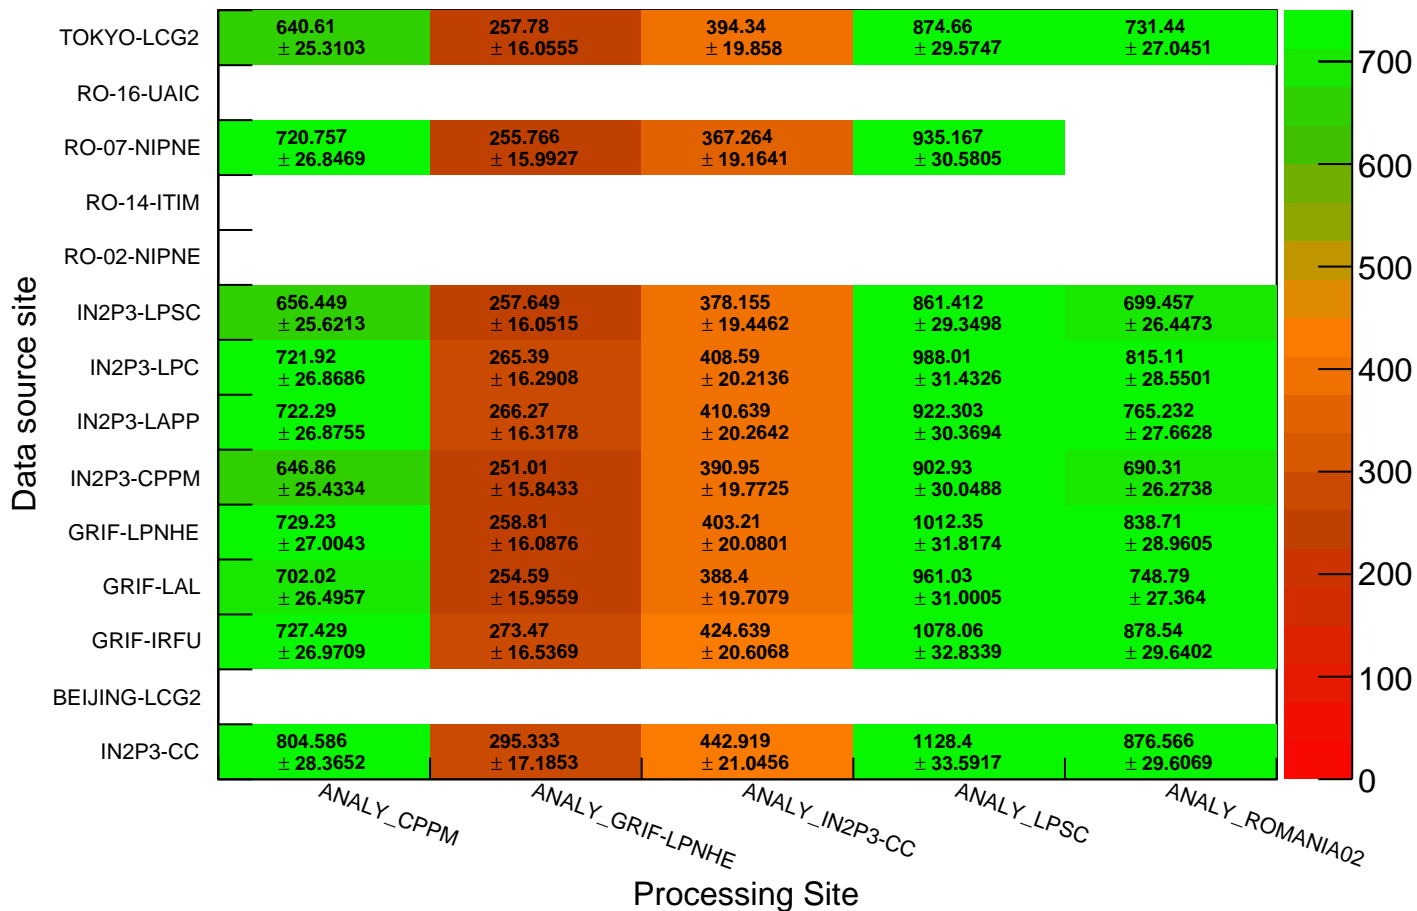 TOKYO-LCG2
640.61 257.78 394.34 874.66 731.44
± 25.3103 ± 16.0555 ± 19.858 ± 29.5747 ± 27.0451
RO-16-UAIC
RO-07-NIPNE
720.757 255.766 367.264 935.167
± 26.8469 ± 15.9927 ± 19.1641 ± 30.5805
RO-14-ITIM
RO-02-NIPNE
IN2P3-LPSC
656.449 257.649 378.155 861.412 699.457
± 25.6213 ± 16.0515 ± 19.4462 ± 29.3498 ± 26.4473
IN2P3-LPC
721.92 265.39 408.59 988.01 815.11
± 26.8686 ± 16.2908 ± 20.2136 ± 31.4326 ± 28.5501
IN2P3-LAPP
722.29 266.27 410.639 922.303 765.232
± 26.8755 ± 16.3178 ± 20.2642 ± 30.3694 ± 27.6628
IN2P3-CPPM
646.86 251.01 390.95 902.93 690.31
± 25.4334 ± 15.8433 ± 19.7725 ± 30.0488 ± 26.2738
GRIF-LPNHE
729.23 258.81 403.21 1012.35 838.71
± 27.0043 ± 16.0876 ± 20.0801 ± 31.8174 ± 28.9605
GRIF-LAL
702.02 254.59 388.4 961.03 748.79
± 26.4957 ± 15.9559 ± 19.7079 ± 31.0005 ± 27.364
GRIF-IRFU
727.429 273.47 424.639 1078.06 878.54
± 26.9709 ± 16.5369 ± 20.6068 ± 32.8339 ± 29.6402
BEIJING-LCG2
IN2P3-CC
804.586 295.333 442.919 1128.4 876.566
± 28.3652 ± 17.1853 ± 21.0456 ± 33.5917 ± 29.6069
Data source site
ANALY_CPPM
ANALY_GRIF-LPNHE
ANALY_IN2P3-CC
ANALY_LPSC
ANALY_ROMANIA02
Processing Site
700
600
500
400
300
200
100
0